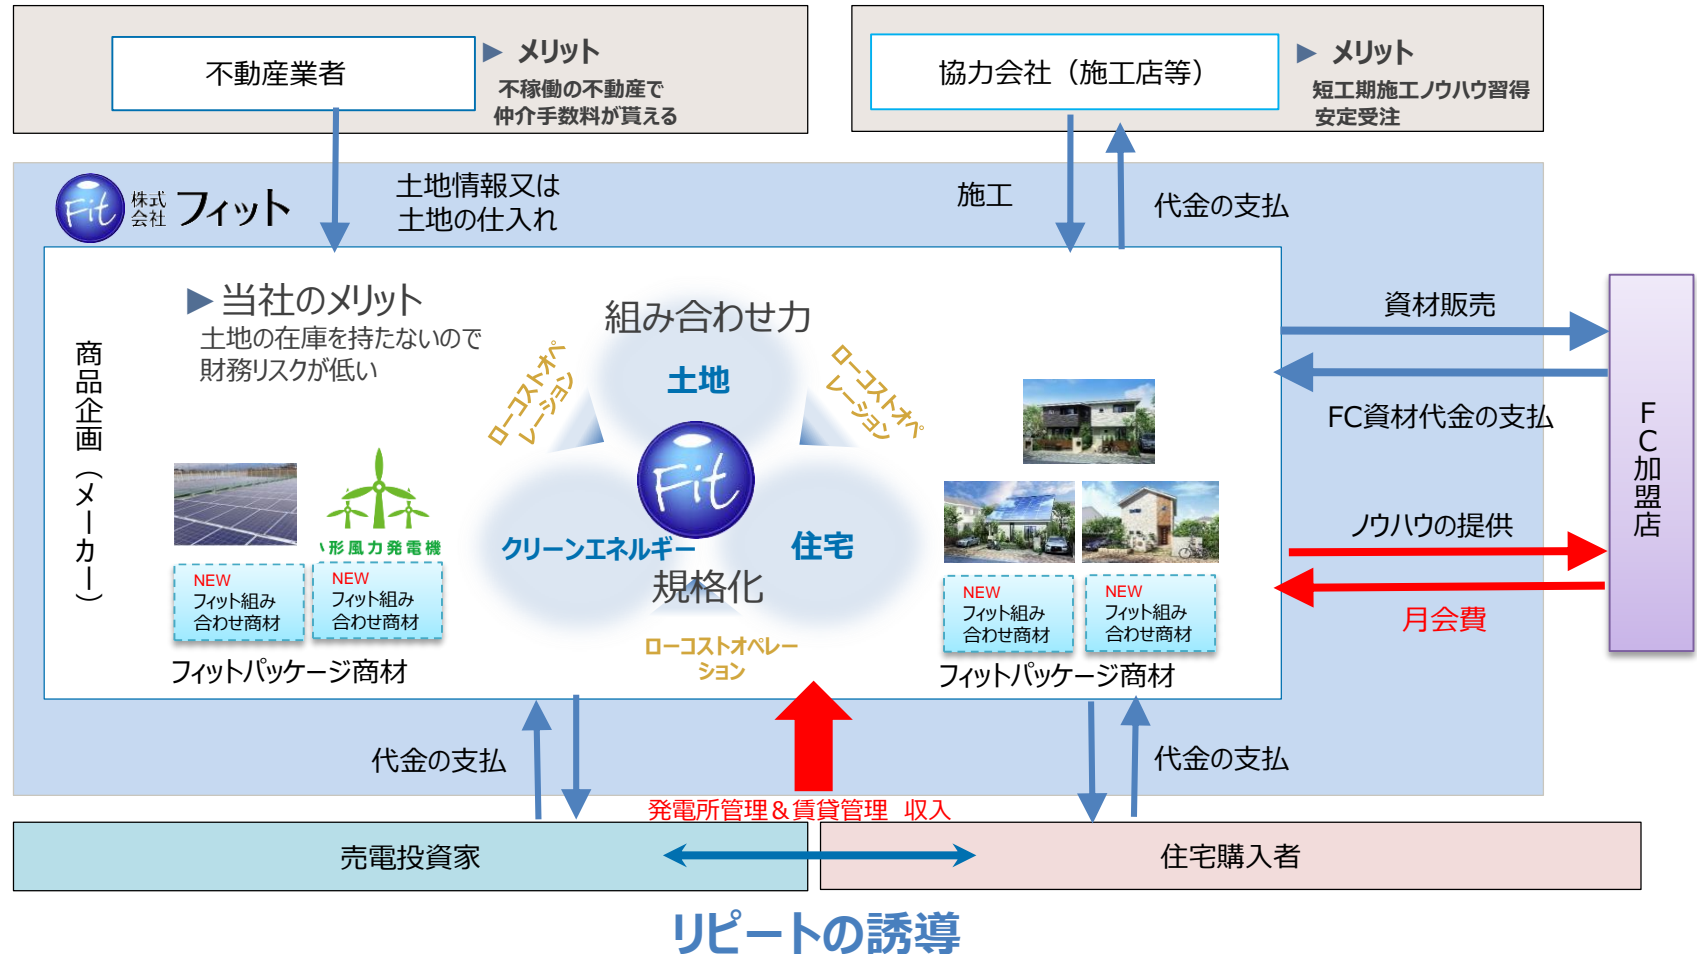 不動産業者
▶ メリット
不稼働の不動産で
仲介手数料が貰える
協力会社（施工店等）
▶ メリット
短工期施工ノウハウ習得
安定受注
Fit
株式
会社
フィット
土地情報又は
土地の仕入れ
施工
代金の支払
商品企画（メーカー）
▶当社のメリット
土地の在庫を持たないので
財務リスクが低い
組み合わせ力
土地
ローコストオペ
レーション
ローコストオペ
レーション
Fit
クリーンエネルギー
住宅
規格化
ローコストオペレー
ション
形風力発電機
NEW
フィット組み
合わせ商材
NEW
フィット組み
合わせ商材
フィットパッケージ商材
NEW
フィット組み
合わせ商材
NEW
フィット組み
合わせ商材
フィットパッケージ商材
資材販売
FC資材代金の支払
ノウハウの提供
月会費
FC加盟店
代金の支払
代金の支払
発電所管理＆賃貸管理　収入
売電投資家
住宅購入者
リピートの誘導